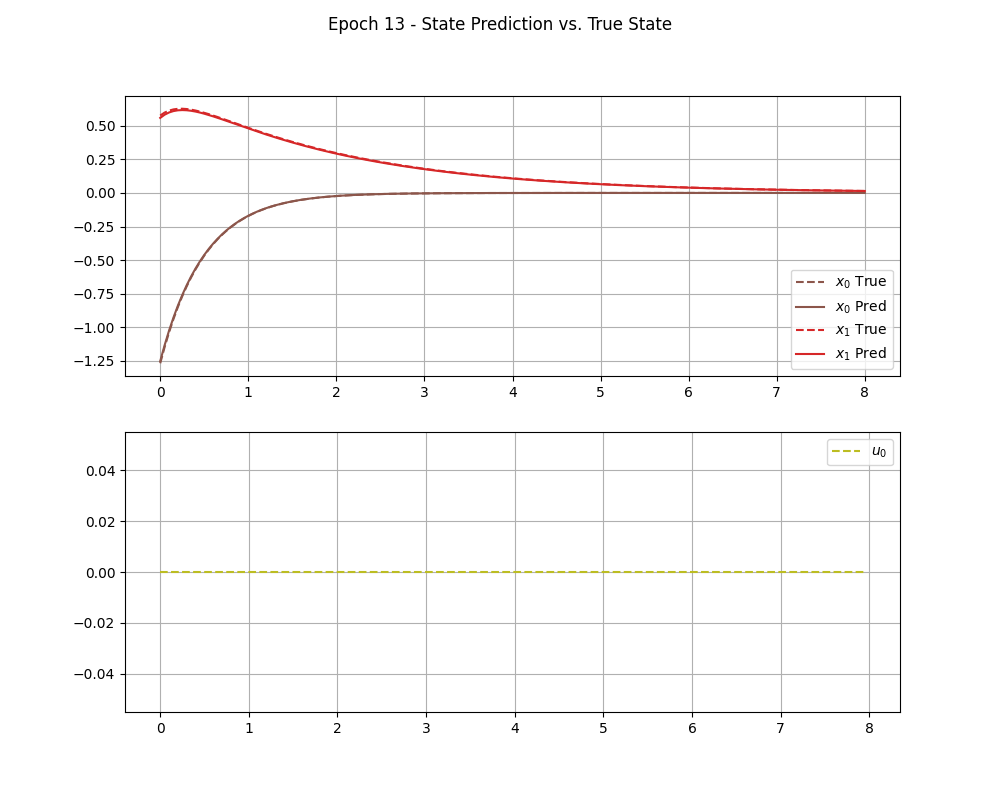 Epoch 13 - State Prediction vs. True State
0.50
0.25
0.00
−0.25
−0.50
−0.75
−1.00
−1.25
x₀ True
x₀ Pred
x₁ True
x₁ Pred
0 1 2 3 4 5 6 7 8
0.04
0.02
0.00
−0.02
−0.04
u₀
0 1 2 3 4 5 6 7 8